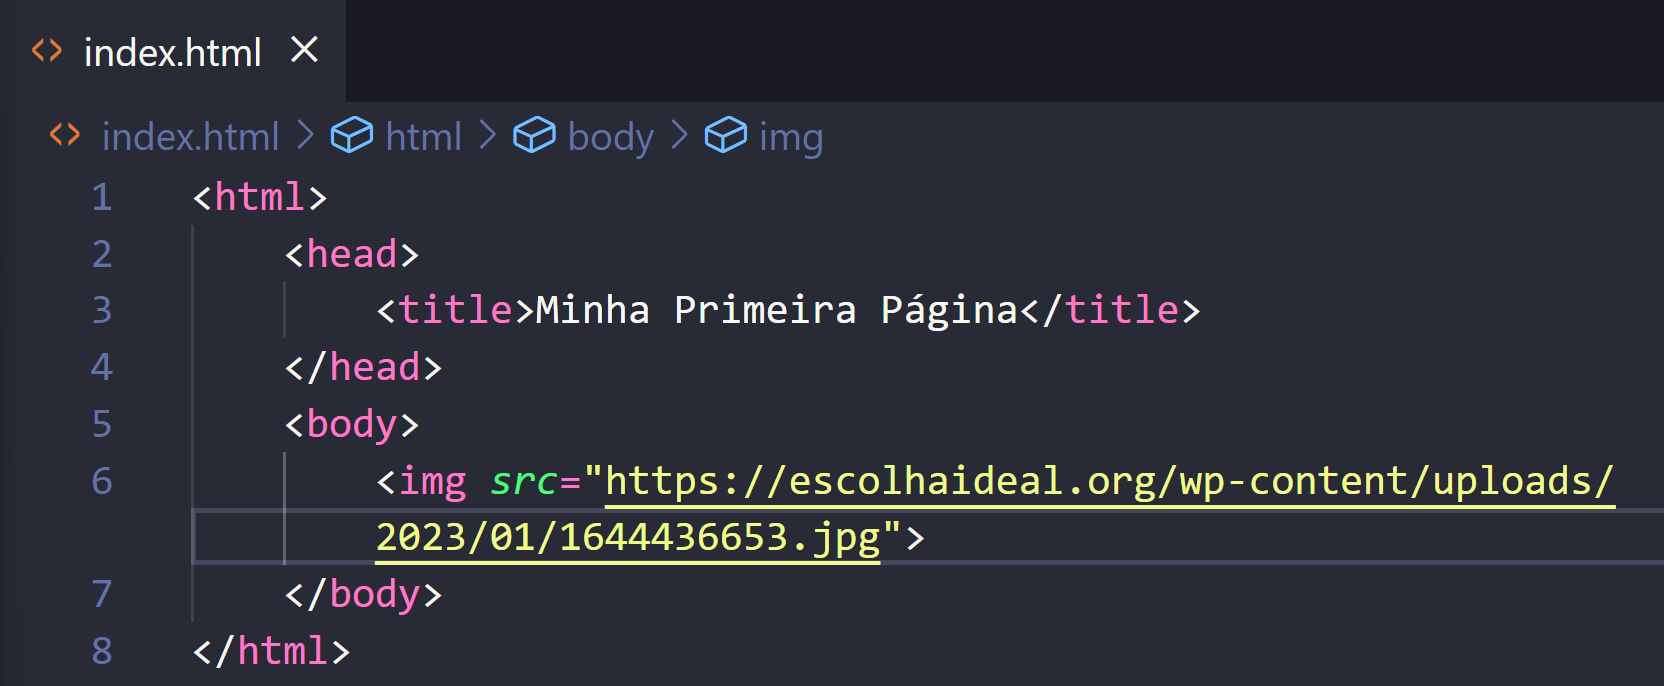 index.html
index.html > html > body > img
1 <html>
2 <head>
3 <title>Minha Primeira Página</title>
4 </head>
5 <body>
6 <img src="https://escolhaideal.org/wp-content/uploads/
2023/01/1644436653.jpg">
7 </body>
8 </html>